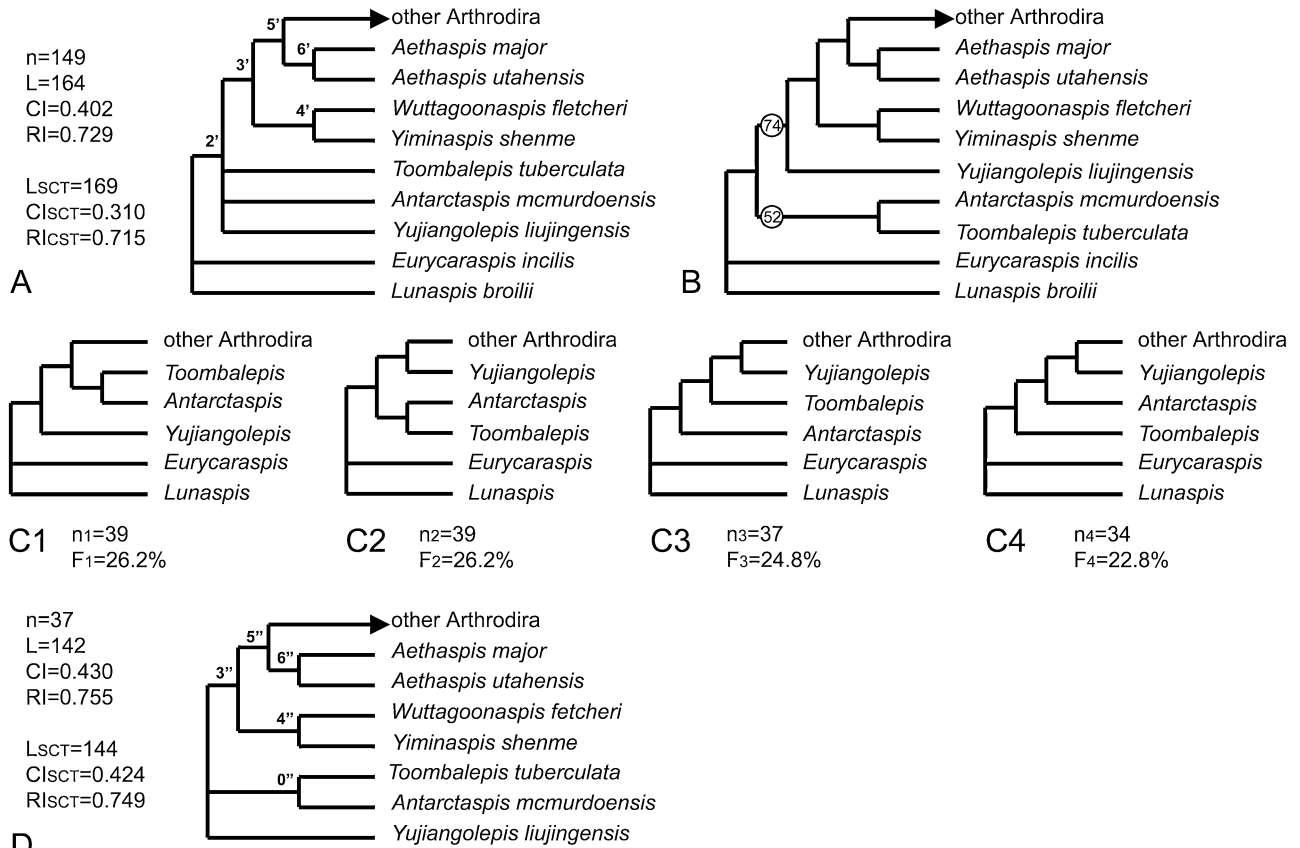 n=149
L=164
CI=0.402
RI=0.729
LSCT=169
CISCT=0.310
RICST=0.715
A
2’
3’
5’
6’
4’
other Arthrodira
Aethaspis major
Aethaspis utahensis
Wuttagoonaspis fletcheri
Yiminaspis shenme
Toombalepis tuberculata
Antarctaspis mcmurdoensis
Yujiangolepis liujingensis
Eurycaraspis incilis
Lunaspis broilii
B
74
52
other Arthrodira
Aethaspis major
Aethaspis utahensis
Wuttagoonaspis fletcheri
Yiminaspis shenme
Yujiangolepis liujingensis
Antarctaspis mcmurdoensis
Toombalepis tuberculata
Eurycaraspis incilis
Lunaspis broilii
other Arthrodira
Toombalepis
Antarctaspis
Yujiangolepis
Eurycaraspis
Lunaspis
C1
n1=39
F1=26.2%
other Arthrodira
Yujiangolepis
Antarctaspis
Toombalepis
Eurycaraspis
Lunaspis
C2
n2=39
F2=26.2%
other Arthrodira
Yujiangolepis
Toombalepis
Antarctaspis
Eurycaraspis
Lunaspis
C3
n3=37
F3=24.8%
other Arthrodira
Yujiangolepis
Antarctaspis
Toombalepis
Eurycaraspis
Lunaspis
C4
n4=34
F4=22.8%
n=37
L=142
CI=0.430
RI=0.755
LSCT=144
CISCT=0.424
RISCT=0.749
D
3”
5”
6”
4”
0”
other Arthrodira
Aethaspis major
Aethaspis utahensis
Wuttagoonaspis fetcheri
Yiminaspis shenme
Toombalepis tuberculata
Antarctaspis mcmurdoensis
Yujiangolepis liujingensis